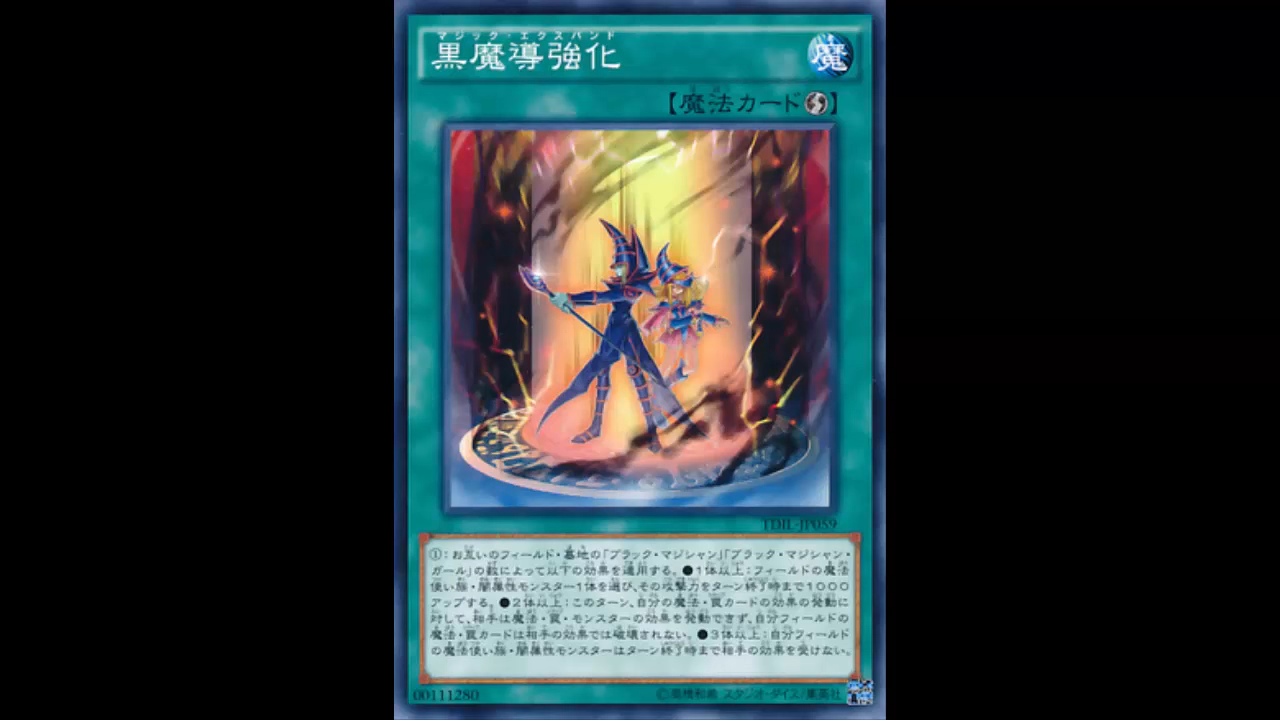 マジック・エクスパンド
黒魔導強化
魔
【魔法カード】
TDIL-JP059
①：お互いのフィールド・墓地の「ブラック・マジシャン」「ブラック・マジシャン・
ガール」の数によって以下の効果を適用する。●1体以上：フィールドの魔法
使い族・闇属性モンスター1体を選び、その攻撃力をターン終了時まで1000
アップする。●2体以上：このターン、自分の魔法・罠カードの効果の発動に
対して、相手は魔法・罠・モンスターの効果を発動できず、自分フィールドの
魔法・罠カードは相手の効果では破壊されない。●3体以上：自分フィールド
の魔法使い族・闇属性モンスターはターン終了時まで相手の効果を受けない。
00111280
©高橋和希 スタジオ・ダイス/集英社